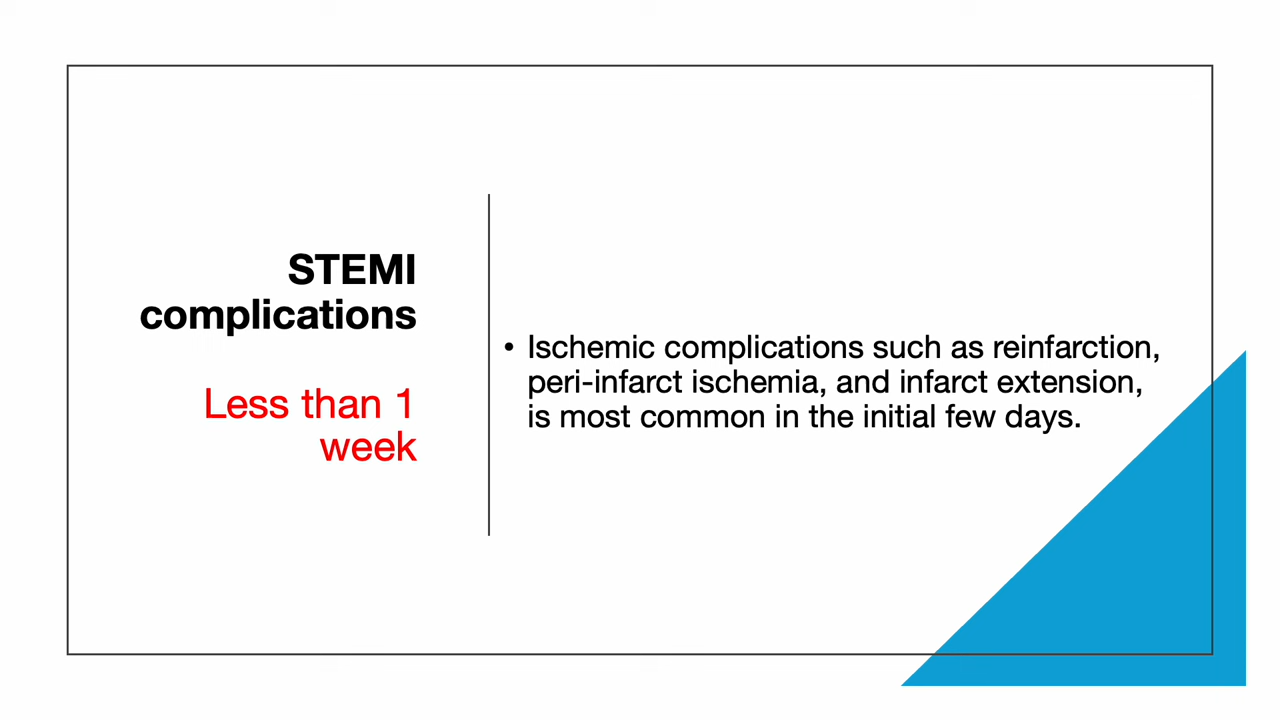 STEMI
complications
Less than 1
week
• Ischemic complications such as reinfarction,
peri-infarct ischemia, and infarct extension,
is most common in the initial few days.